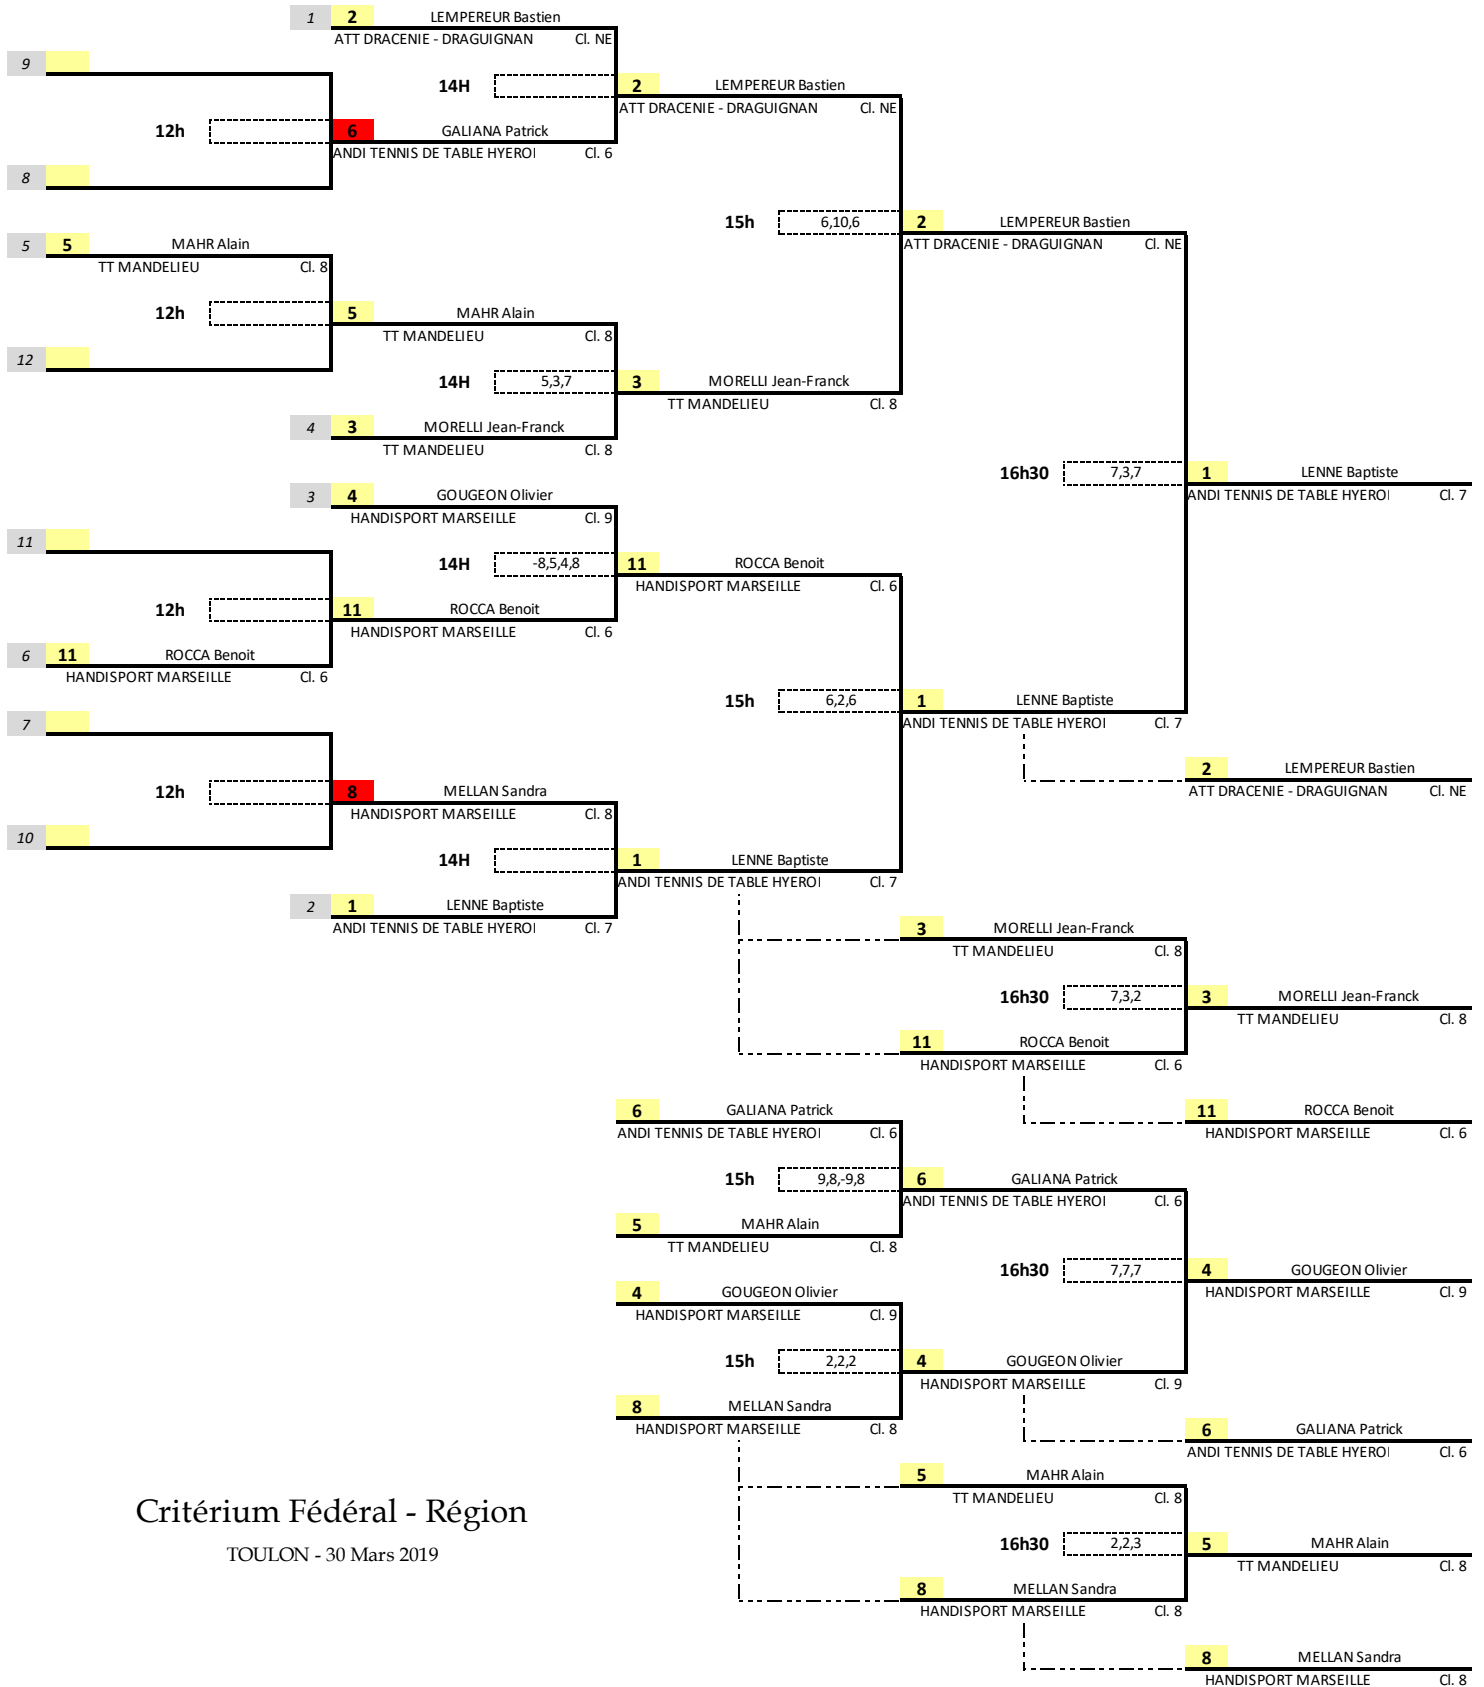 1 2 LEMPEREUR Bastien
ATT DRACENIE - DRAGUIGNAN Cl. NE
9
14H 2 LEMPEREUR Bastien
ATT DRACENIE - DRAGUIGNAN Cl. NE
12h 6 GALIANA Patrick
ANDI TENNIS DE TABLE HYEROI Cl. 6
8
15h 6,10,6 2 LEMPEREUR Bastien
ATT DRACENIE - DRAGUIGNAN Cl. NE
5 5 MAHR Alain
TT MANDELIEU Cl. 8
12h 5 MAHR Alain
TT MANDELIEU Cl. 8
12
14H 5,3,7 3 MORELLI Jean-Franck
TT MANDELIEU Cl. 8
4 3 MORELLI Jean-Franck
TT MANDELIEU Cl. 8
16h30 7,3,7 1 LENNE Baptiste
ANDI TENNIS DE TABLE HYEROI Cl. 7
3 4 GOUGEON Olivier
HANDISPORT MARSEILLE Cl. 9
11
14H -8,5,4,8 11 ROCCA Benoit
HANDISPORT MARSEILLE Cl. 6
12h 11 ROCCA Benoit
HANDISPORT MARSEILLE Cl. 6
6 11 ROCCA Benoit
HANDISPORT MARSEILLE Cl. 6
15h 6,2,6 1 LENNE Baptiste
ANDI TENNIS DE TABLE HYEROI Cl. 7
7
2 LEMPEREUR Bastien
ATT DRACENIE - DRAGUIGNAN Cl. NE
12h 8 MELLAN Sandra
HANDISPORT MARSEILLE Cl. 8
10
14H 1 LENNE Baptiste
ANDI TENNIS DE TABLE HYEROI Cl. 7
2 1 LENNE Baptiste
ANDI TENNIS DE TABLE HYEROI Cl. 7
3 MORELLI Jean-Franck
TT MANDELIEU Cl. 8
16h30 7,3,2 3 MORELLI Jean-Franck
TT MANDELIEU Cl. 8
11 ROCCA Benoit
HANDISPORT MARSEILLE Cl. 6
6 GALIANA Patrick 11 ROCCA Benoit
ANDI TENNIS DE TABLE HYEROI Cl. 6 HANDISPORT MARSEILLE Cl. 6
15h 9,8,-9,8 6 GALIANA Patrick
ANDI TENNIS DE TABLE HYEROI Cl. 6
5 MAHR Alain
TT MANDELIEU Cl. 8
16h30 7,7,7 4 GOUGEON Olivier
HANDISPORT MARSEILLE Cl. 9
4 GOUGEON Olivier
HANDISPORT MARSEILLE Cl. 9
15h 2,2,2 4 GOUGEON Olivier
HANDISPORT MARSEILLE Cl. 9
8 MELLAN Sandra
HANDISPORT MARSEILLE Cl. 8
6 GALIANA Patrick
ANDI TENNIS DE TABLE HYEROI Cl. 6
5 MAHR Alain
TT MANDELIEU Cl. 8
Critérium Fédéral - Région
16h30 2,2,3 5 MAHR Alain
TT MANDELIEU Cl. 8
TOULON - 30 Mars 2019
8 MELLAN Sandra
HANDISPORT MARSEILLE Cl. 8
8 MELLAN Sandra
HANDISPORT MARSEILLE Cl. 8